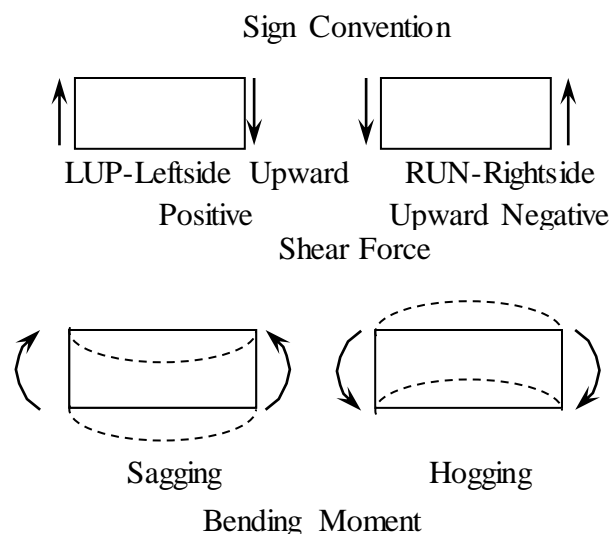 Sign Convention
LUP-Leftside Upward Positive
RUN-Rightside Upward Negative
Shear Force
Sagging Hogging
Bending Moment